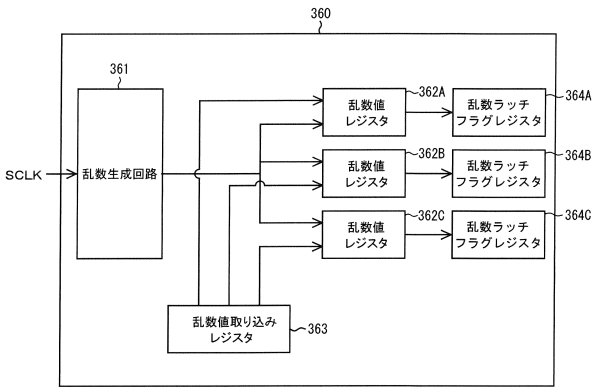 360
361
362A
364A
乱数値
レジスタ
乱数ラッチ
フラグレジスタ
362B
364B
SCLK
乱数生成回路
乱数値
レジスタ
乱数ラッチ
フラグレジスタ
362C
364C
乱数値
レジスタ
乱数ラッチ
フラグレジスタ
乱数値取り込み
レジスタ
363